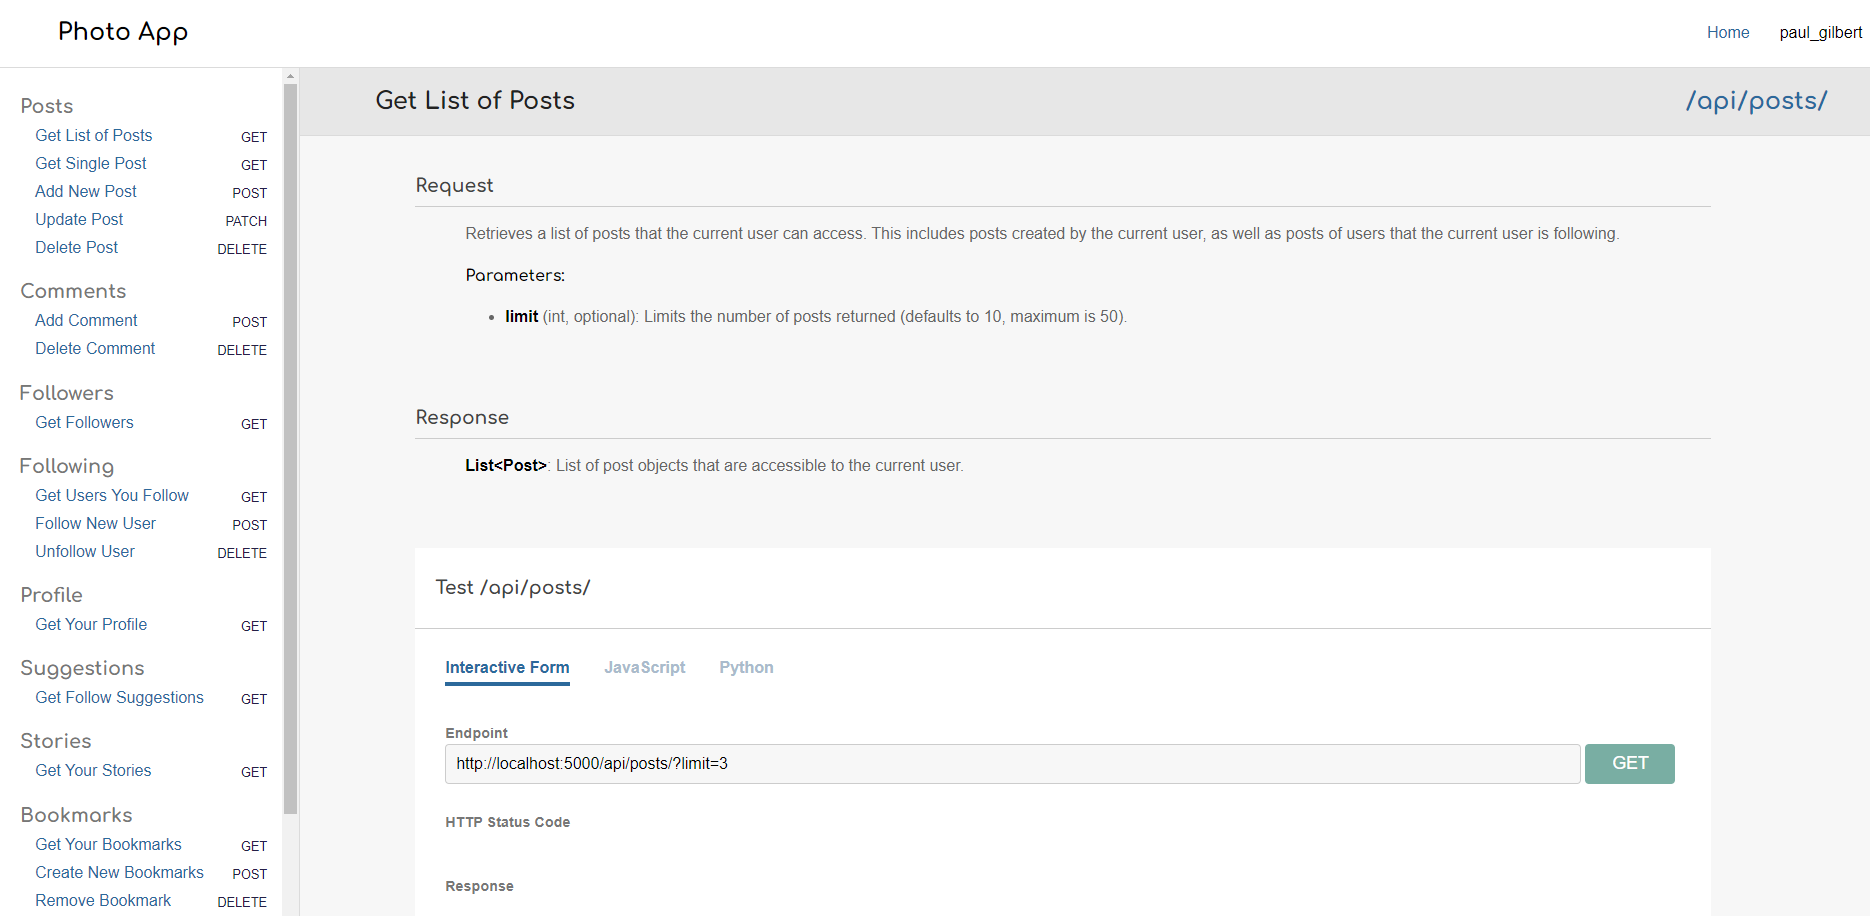 Photo App
Home
paul_gilbert
Posts
Get List of Posts GET
Get Single Post GET
Add New Post POST
Update Post PATCH
Delete Post DELETE
Comments
Add Comment POST
Delete Comment DELETE
Followers
Get Followers GET
Following
Get Users You Follow GET
Follow New User POST
Unfollow User DELETE
Profile
Get Your Profile GET
Suggestions
Get Follow Suggestions GET
Stories
Get Your Stories GET
Bookmarks
Get Your Bookmarks GET
Create New Bookmarks POST
Remove Bookmark DELETE
Get List of Posts /api/posts/
Request
Retrieves a list of posts that the current user can access. This includes posts created by the current user, as well as posts of users that the current user is following.
Parameters:
• limit (int, optional): Limits the number of posts returned (defaults to 10, maximum is 50).
Response
List<Post>: List of post objects that are accessible to the current user.
Test /api/posts/
Interactive Form JavaScript Python
Endpoint
http://localhost:5000/api/posts/?limit=3 GET
HTTP Status Code
Response